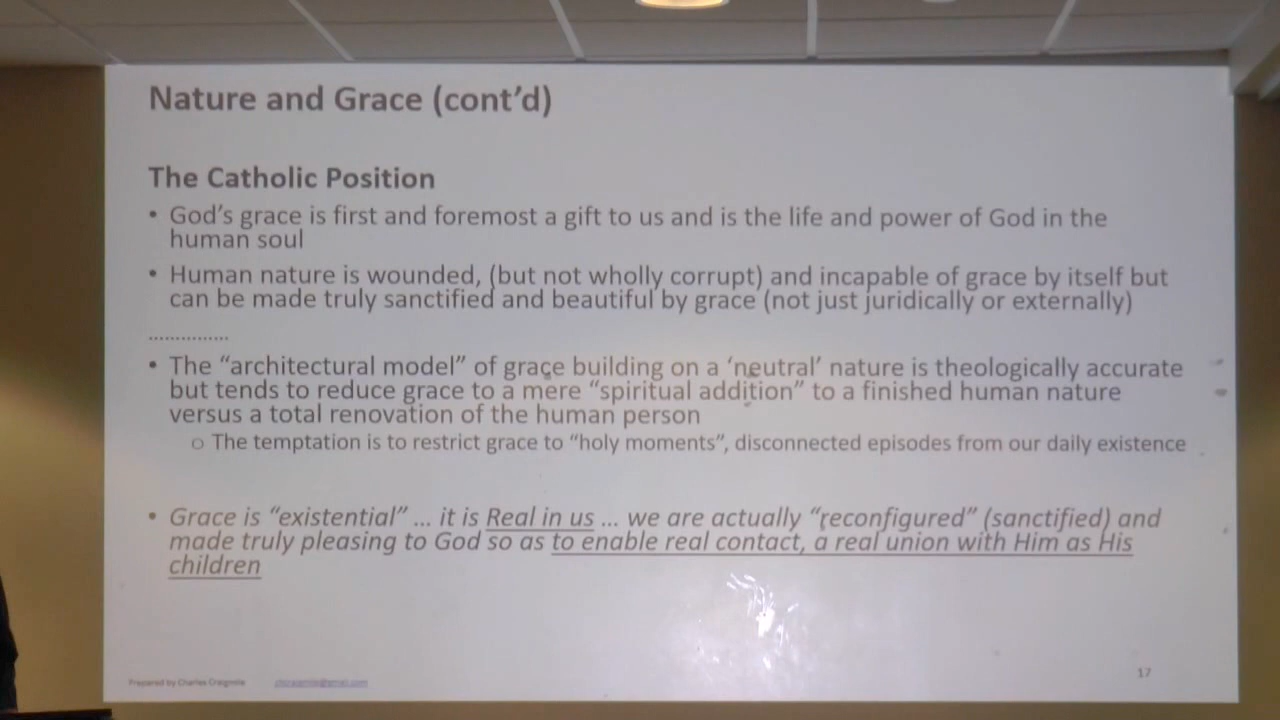 Nature and Grace (cont’d)
The Catholic Position
• God’s grace is first and foremost a gift to us and is the life and power of God in the
human soul
• Human nature is wounded, (but not wholly corrupt) and incapable of grace by itself but
can be made truly sanctified and beautiful by grace (not just juridically or externally)
...............
• The “architectural model” of grace building on a ‘neutral’ nature is theologically accurate
but tends to reduce grace to a mere “spiritual addition” to a finished human nature
versus a total renovation of the human person
o The temptation is to restrict grace to “holy moments”, disconnected episodes from our daily existence
• Grace is “existential” ... it is Real in us ... we are actually “reconfigured” (sanctified) and
made truly pleasing to God so as to enable real contact, a real union with Him as His
children
Prepared by Charles
17